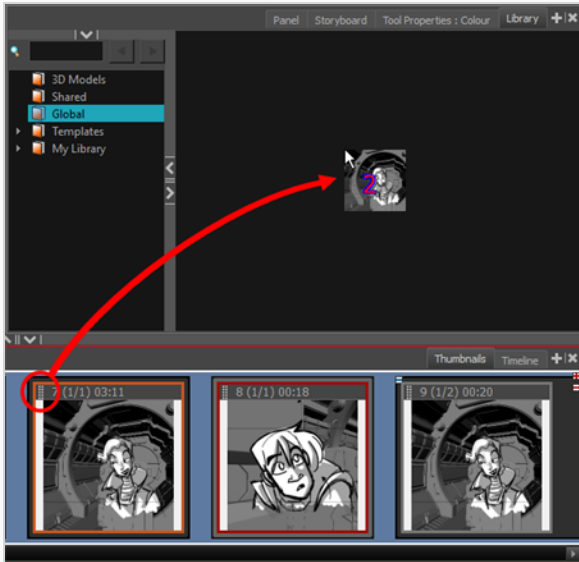 Panel Storyboard Tool Properties : Colour Library
3D Models
Shared
Global
Templates
My Library
2
Thumbnails Timeline
7 (1/1) 03:11
8 (1/1) 00:18
9 (1/2) 00:20